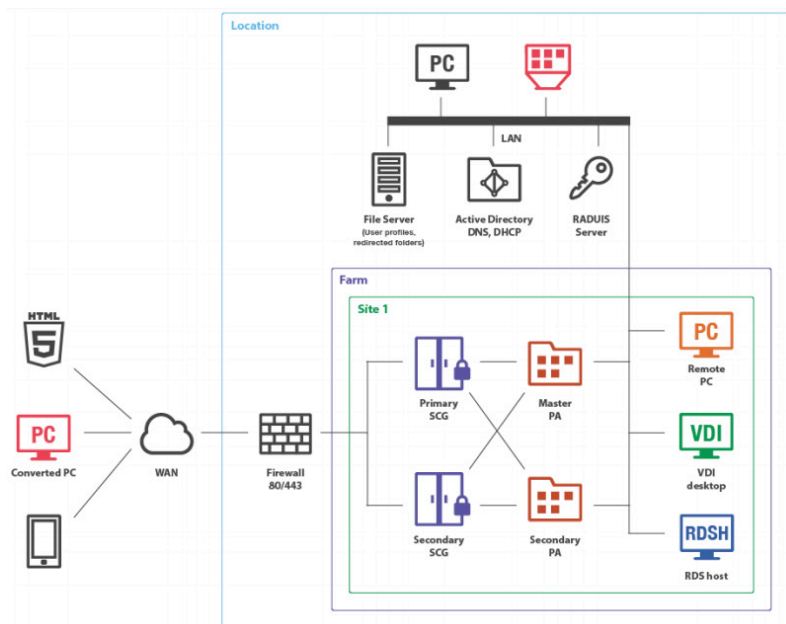 Location
PC
LAN
File Server
(User profiles,
redirected folders)
Active Directory
DNS, DHCP
RADUIS
Server
Farm
Site 1
HTML
5
PC
Converted PC
WAN
Firewall
80/443
Primary
SCG
Master
PA
Secondary
SCG
Secondary
PA
PC
Remote
PC
VDI
VDI
desktop
RDSH
RDS host